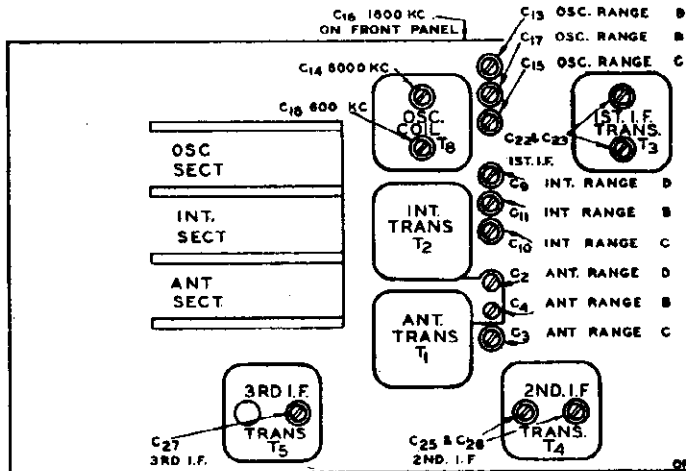 C16 1800 KC
ON FRONT PANEL
C13 OSC. RANGE D
C17 OSC. RANGE B
C15 OSC. RANGE C
C14 6000 KC
C18 600 KC
OSC.
COIL
T8
1ST. I.F.
TRANS.
T3
C22 & C23
1ST. I.F.
OSC
SECT
INT.
SECT
ANT
SECT.
INT.
TRANS
T2
C9 INT. RANGE D
C11 INT RANGE B
C10 INT RANGE C
C2 ANT. RANGE D
C4 ANT RANGE B
C3 ANT RANGE C
ANT.
TRANS
T1
3RD I.F.
TRANS
T5
C27
3RD I.F.
2ND. I.F
TRANS.
T4
C25 & C26
2ND. I.F